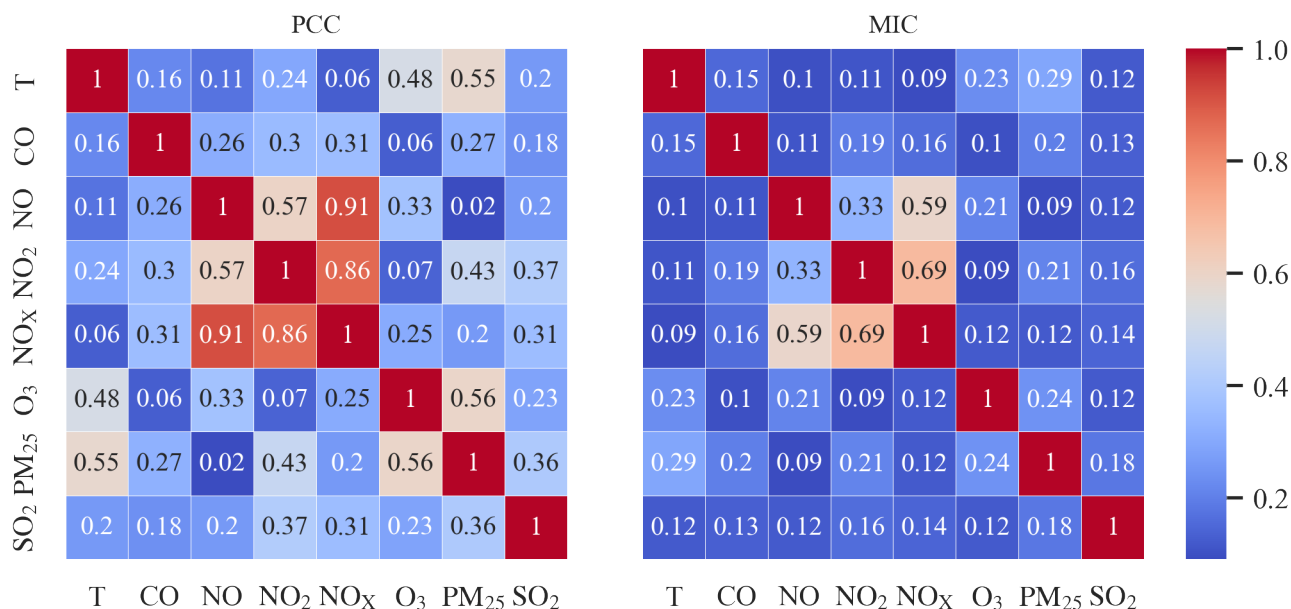 PCC MIC
T 1 0.16 0.11 0.24 0.06 0.48 0.55 0.2 1 0.15 0.1 0.11 0.09 0.23 0.29 0.12 1.0
CO 0.16 1 0.26 0.3 0.31 0.06 0.27 0.18 0.15 1 0.11 0.19 0.16 0.1 0.2 0.13 0.8
NO 0.11 0.26 1 0.57 0.91 0.33 0.02 0.2 0.1 0.11 1 0.33 0.59 0.21 0.09 0.12
NO₂ 0.24 0.3 0.57 1 0.86 0.07 0.43 0.37 0.11 0.19 0.33 1 0.69 0.09 0.21 0.16 0.6
NOₓ 0.06 0.31 0.91 0.86 1 0.25 0.2 0.31 0.09 0.16 0.59 0.69 1 0.12 0.12 0.14
O₃ 0.48 0.06 0.33 0.07 0.25 1 0.56 0.23 0.23 0.1 0.21 0.09 0.12 1 0.24 0.12 0.4
PM₂₅ 0.55 0.27 0.02 0.43 0.2 0.56 1 0.36 0.29 0.2 0.09 0.21 0.12 0.24 1 0.18
SO₂ 0.2 0.18 0.2 0.37 0.31 0.23 0.36 1 0.12 0.13 0.12 0.16 0.14 0.12 0.18 1 0.2
T CO NO NO₂ NOₓ O₃ PM₂₅ SO₂ T CO NO NO₂ NOₓ O₃ PM₂₅ SO₂